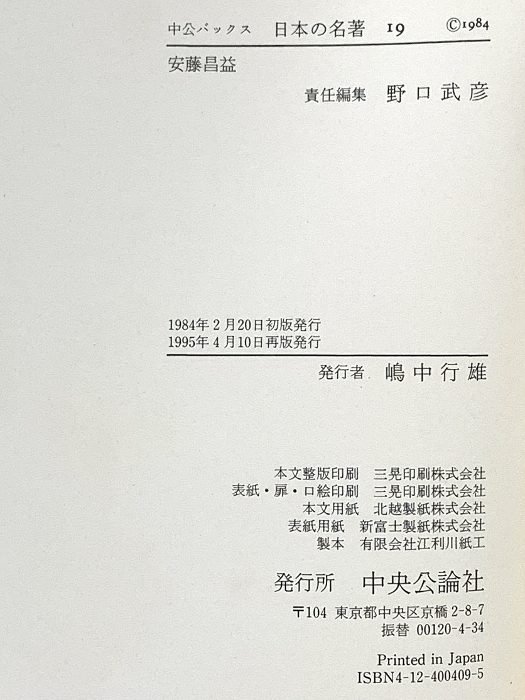 中公バックス 日本の名著 19 ©1984
安藤昌益
責任編集 野口武彦
1984年2月20日初版発行
1995年4月10日再版発行
発行者 嶋中行雄
本文整版印刷 三晃印刷株式会社
表紙・扉・口絵印刷 三晃印刷株式会社
本文用紙 北越製紙株式会社
表紙用紙 新富士製紙株式会社
製本 有限会社江利川紙工
発行所 中央公論社
〒104 東京都中央区京橋2-8-7
振替 00120-4-34
Printed in Japan
ISBN4-12-400409-5